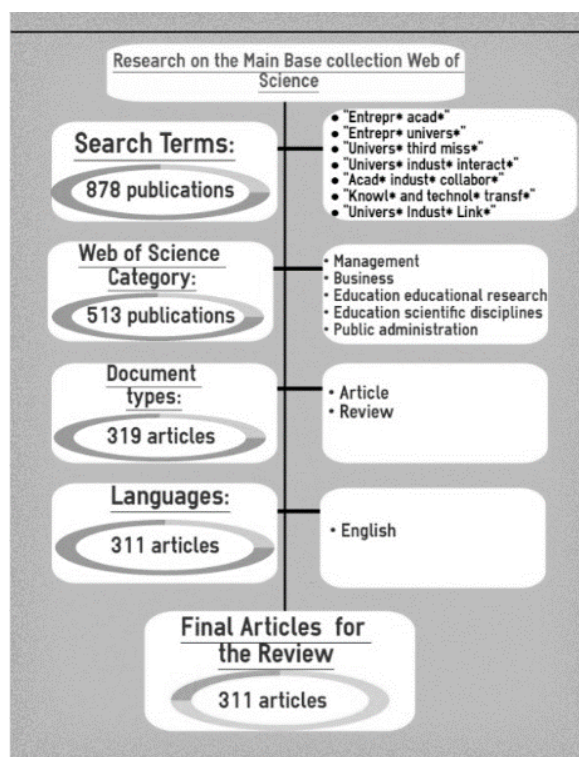 Research on the Main Base collection Web of
Science
Search Terms:
878 publications
● "Entrepr* acad*"
● "Entrepr* univers*"
● "Univers* third miss*"
● "Univers* indust* interact*"
● "Acad* indust* collabor*"
● "Knowl* and technol* transf*"
● "Univers* Indust* Link*"
Web of Science
Category:
513 publications
• Management
• Business
• Education educational research
• Education scientific disciplines
• Public administration
Document
types:
319 articles
• Article
• Review
Languages:
311 articles
• English
Final Articles for
the Review
311 articles